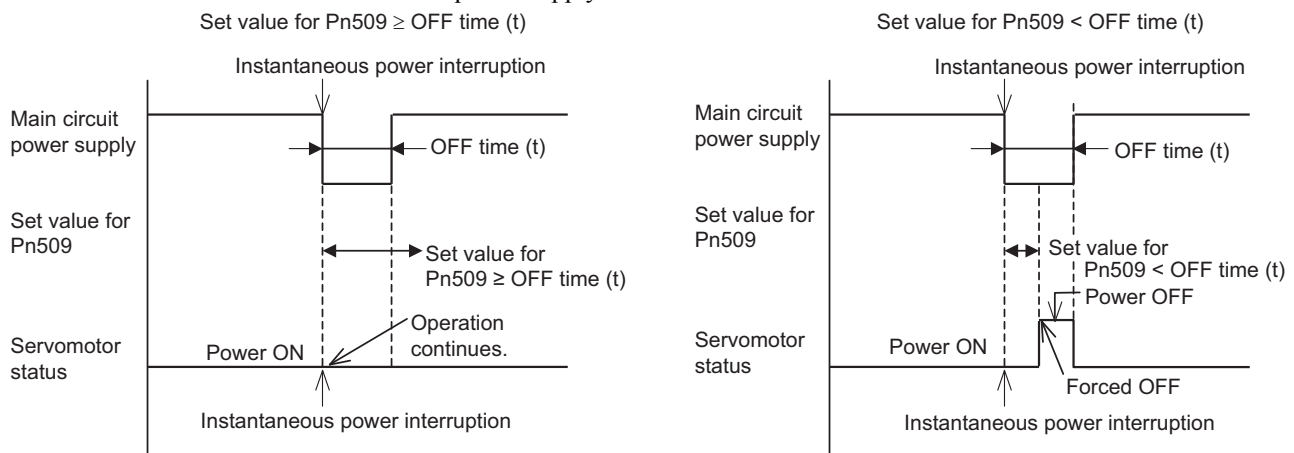 Set value for Pn509 ≥ OFF time (t)
Instantaneous power interruption
Main circuit
power supply
OFF time (t)
Set value for
Pn509
Set value for
Pn509 ≥ OFF time (t)
Operation
continues.
Servomotor
status
Power ON
Instantaneous power interruption
Set value for Pn509 < OFF time (t)
Instantaneous power interruption
Main circuit
power supply
OFF time (t)
Set value for
Pn509
Set value for
Pn509 < OFF time (t)
Power OFF
Servomotor
status
Power ON
Forced OFF
Instantaneous power interruption